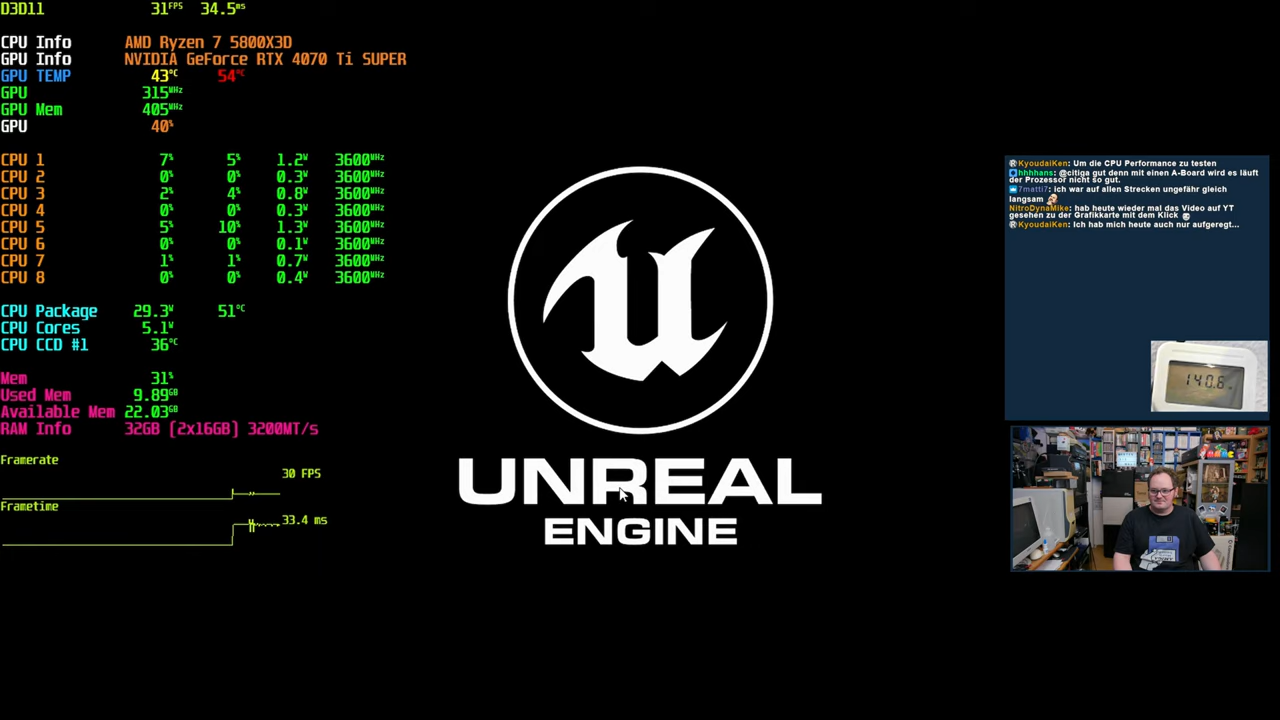 D3D11 31FPS 34.5ms
CPU Info AMD Ryzen 7 5800X3D
GPU Info NVIDIA GeForce RTX 4070 Ti SUPER
GPU TEMP 43°C 54°C
GPU 315MHz
GPU Mem 405MHz
GPU 40%
CPU 1 7% 5% 1.2W 3600MHz
CPU 2 0% 0% 0.3W 3600MHz
CPU 3 2% 4% 0.8W 3600MHz
CPU 4 0% 0% 0.3W 3600MHz
CPU 5 5% 10% 1.3W 3600MHz
CPU 6 0% 0% 0.1W 3600MHz
CPU 7 1% 1% 0.7W 3600MHz
CPU 8 0% 0% 0.4W 3600MHz
CPU Package 29.3W 51°C
CPU Cores 5.1W
CPU CCD #1 36°C
Mem 31%
Used Mem 9.89GB
Available Mem 22.03GB
RAM Info 32GB [2x16GB] 3200MT/s
Framerate
30 FPS
Frametime
33.4 ms
UNREAL
ENGINE
KyoudaiKen: Um die CPU Performance zu testen
hhhhans: @citiga gut denn mit einen A-Board wird es läuft
der Prozessor nicht so gut.
7matti7: ich war auf allen Strecken ungefähr gleich
langsam
NitroDynaMike: hab heute wieder mal das Video auf YT
gesehen zu der Grafikkarte mit dem Klick
KyoudaiKen: Ich hab mich heute auch nur aufgeregt...
140.6